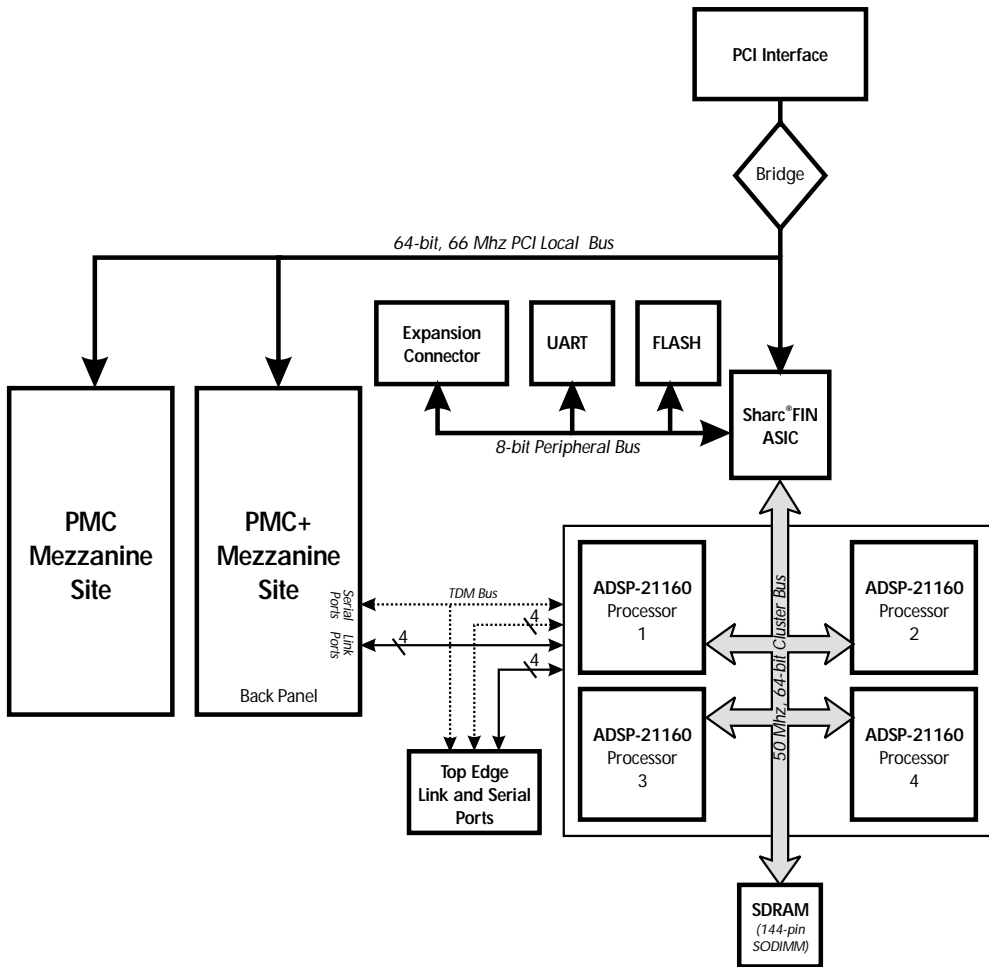 PCI Interface
Bridge
64-bit, 66 Mhz PCI Local Bus
Expansion
Connector
UART
FLASH
Sharc®FIN
ASIC
8-bit Peripheral Bus
PMC
Mezzanine
Site
PMC+
Mezzanine
Site
Serial
Ports
Link
Ports
Back Panel
TDM Bus
4
4
4
ADSP-21160
Processor
1
ADSP-21160
Processor
2
ADSP-21160
Processor
3
ADSP-21160
Processor
4
50 Mhz, 64-bit Cluster Bus
Top Edge
Link and Serial
Ports
SDRAM
(144-pin
SODIMM)